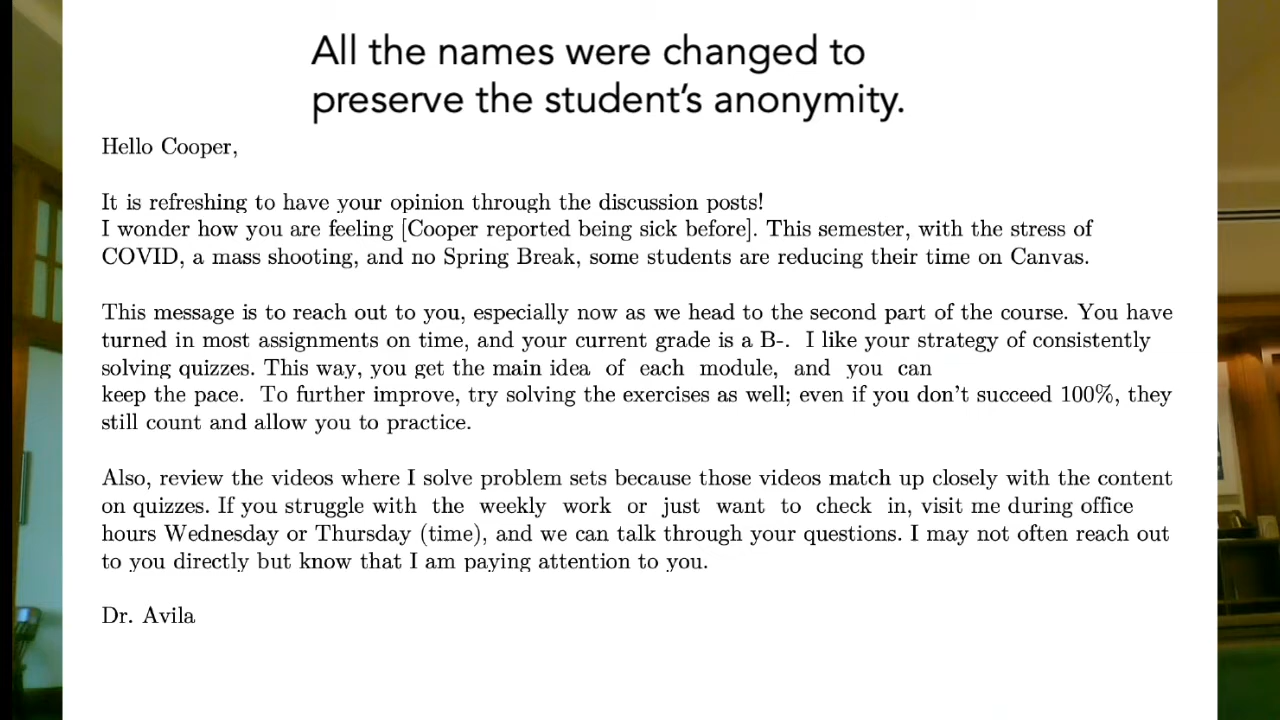 All the names were changed to
preserve the student's anonymity.
Hello Cooper,
It is refreshing to have your opinion through the discussion posts!
I wonder how you are feeling [Cooper reported being sick before]. This semester, with the stress of
COVID, a mass shooting, and no Spring Break, some students are reducing their time on Canvas.
This message is to reach out to you, especially now as we head to the second part of the course. You have
turned in most assignments on time, and your current grade is a B-. I like your strategy of consistently
solving quizzes. This way, you get the main idea of each module, and you can
keep the pace. To further improve, try solving the exercises as well; even if you don't succeed 100%, they
still count and allow you to practice.
Also, review the videos where I solve problem sets because those videos match up closely with the content
on quizzes. If you struggle with the weekly work or just want to check in, visit me during office
hours Wednesday or Thursday (time), and we can talk through your questions. I may not often reach out
to you directly but know that I am paying attention to you.
Dr. Avila